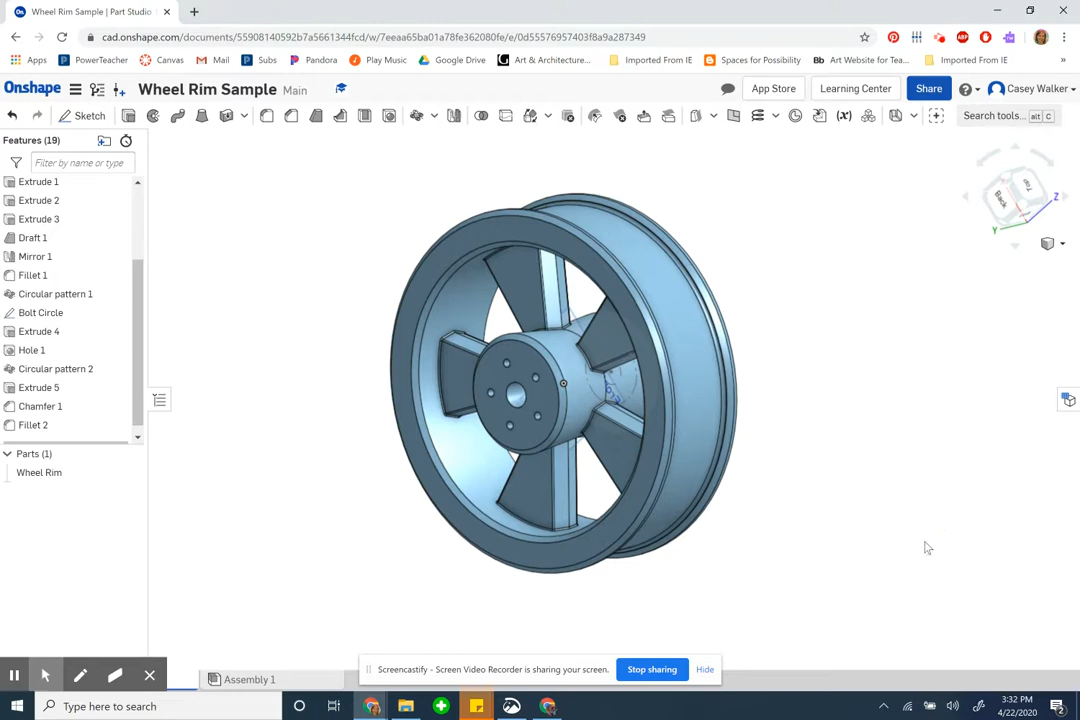 Wheel Rim Sample | Part Studio
cad.onshape.com/documents/55908140592b7a5661344fcd/w/7eeaa65ba01a78fe362080fe/e/0d55576957403f8a9a287349
Apps
PowerTeacher
Canvas
Mail
Subs
Pandora
Play Music
Google Drive
Art & Architecture...
Imported From IE
Spaces for Possibility
Bb
Art Website for Tea...
Imported From IE
Onshape
Wheel Rim Sample
Main
App Store
Learning Center
Share
Casey Walker
Sketch
Search tools...
alt
C
Features (19)
Filter by name or type
Extrude 1
Extrude 2
Extrude 3
Draft 1
Mirror 1
Fillet 1
Circular pattern 1
Bolt Circle
Extrude 4
Hole 1
Circular pattern 2
Extrude 5
Chamfer 1
Fillet 2
Parts (1)
Wheel Rim
Top
Back
Z
Y
Screencastify - Screen Video Recorder is sharing your screen.
Stop sharing
Hide
Assembly 1
Type here to search
3:32 PM
4/22/2020
2